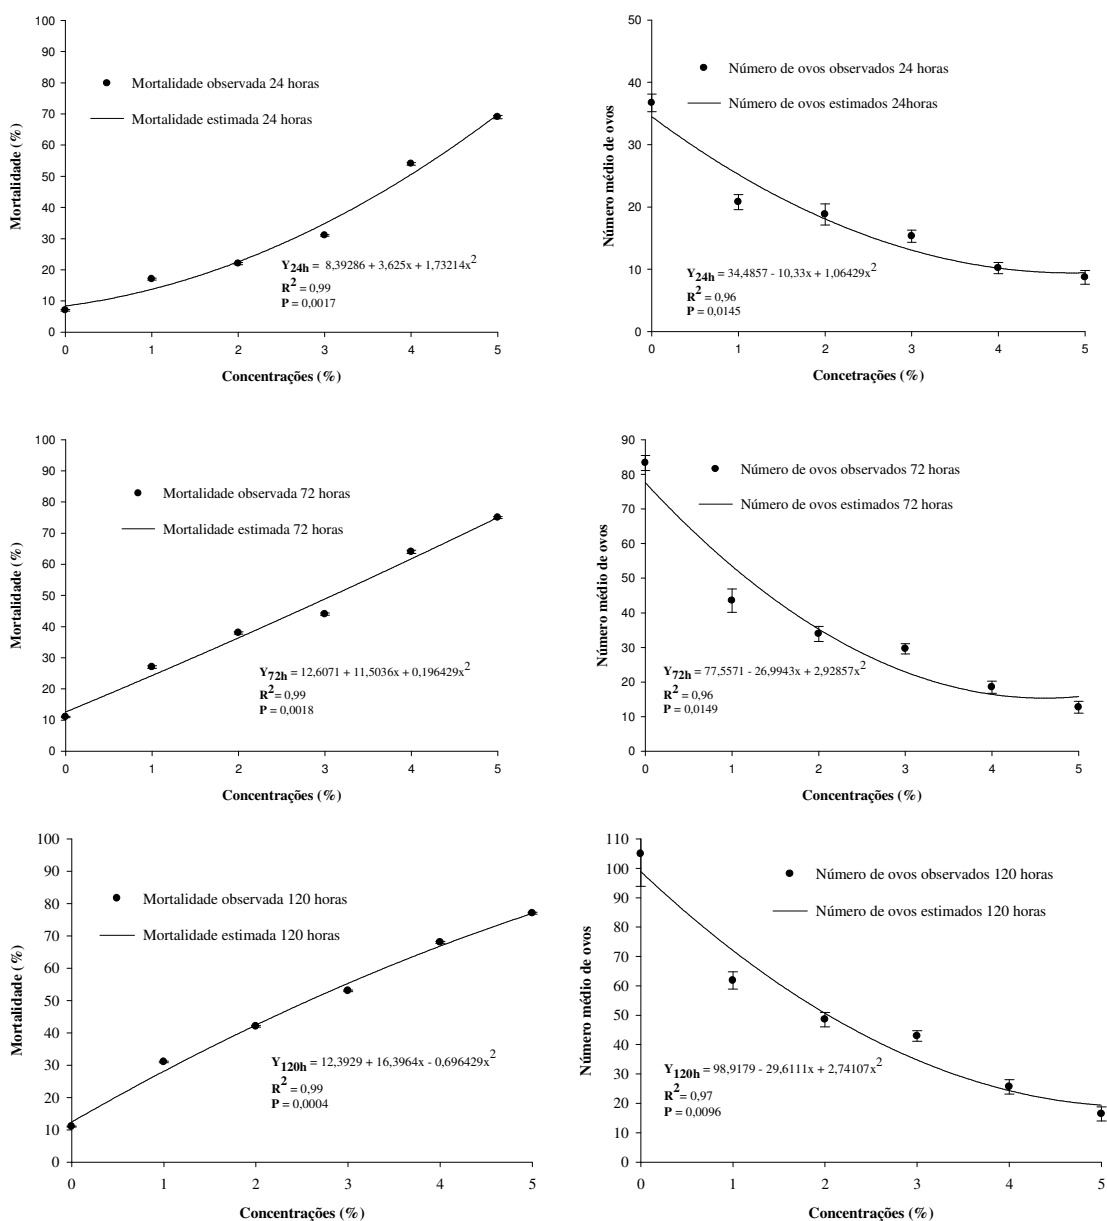 Mortalidade (%)
100
90
80
70
60
50
40
30
20
10
0
Mortalidade observada 24 horas
Mortalidade estimada 24 horas
Y24h = 8,39286 + 3,625x + 1,73214x2
R2 = 0,99
P = 0,0017
0 1 2 3 4 5
Concentrações (%)
Número médio de ovos
50
40
30
20
10
0
Número de ovos observados 24 horas
Número de ovos estimados 24horas
Y24h = 34,4857 - 10,33x + 1,06429x2
R2 = 0,96
P = 0,0145
0 1 2 3 4 5
Concetrações (%)
Mortalidade (%)
100
90
80
70
60
50
40
30
20
10
0
Mortalidade observada 72 horas
Mortalidade estimada 72 horas
Y72h = 12,6071 + 11,5036x + 0,196429x2
R2 = 0,99
P = 0,0018
0 1 2 3 4 5
Concentrações (%)
Número médio de ovos
90
80
70
60
50
40
30
20
10
0
Número de ovos observados 72 horas
Número de ovos estimados 72 horas
Y72h = 77,5571 - 26,9943x + 2,92857x2
R2 = 0,96
P = 0,0149
0 1 2 3 4 5
Concentrações (%)
Mortalidade (%)
100
90
80
70
60
50
40
30
20
10
0
Mortalidade observada 120 horas
Mortalidade estimada 120 horas
Y120h = 12,3929 + 16,3964x - 0,696429x2
R2 = 0,99
P = 0,0004
0 1 2 3 4 5
Concentrações (%)
Número médio de ovos
110
100
90
80
70
60
50
40
30
20
10
0
Número de ovos observados 120 horas
Número de ovos estimados 120 horas
Y120h = 98,9179 - 29,6111x + 2,74107x2
R2 = 0,97
P = 0,0096
0 1 2 3 4 5
Concentrações (%)